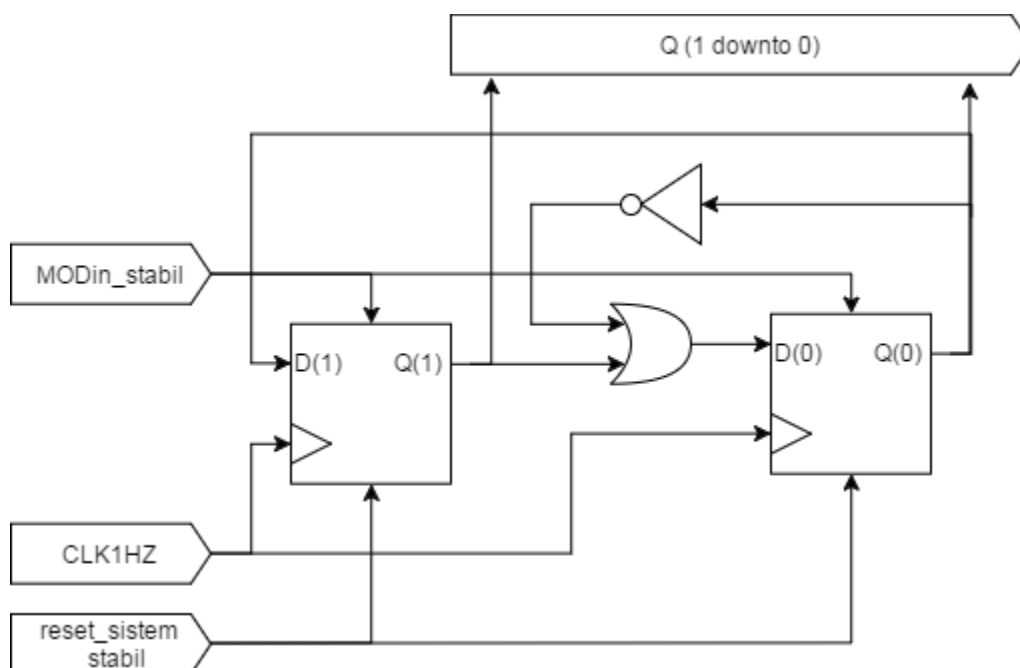 Q (1 downto 0)
MODin_stabil
D(1)
Q(1)
D(0)
Q(0)
CLK1HZ
reset_sistem
stabil